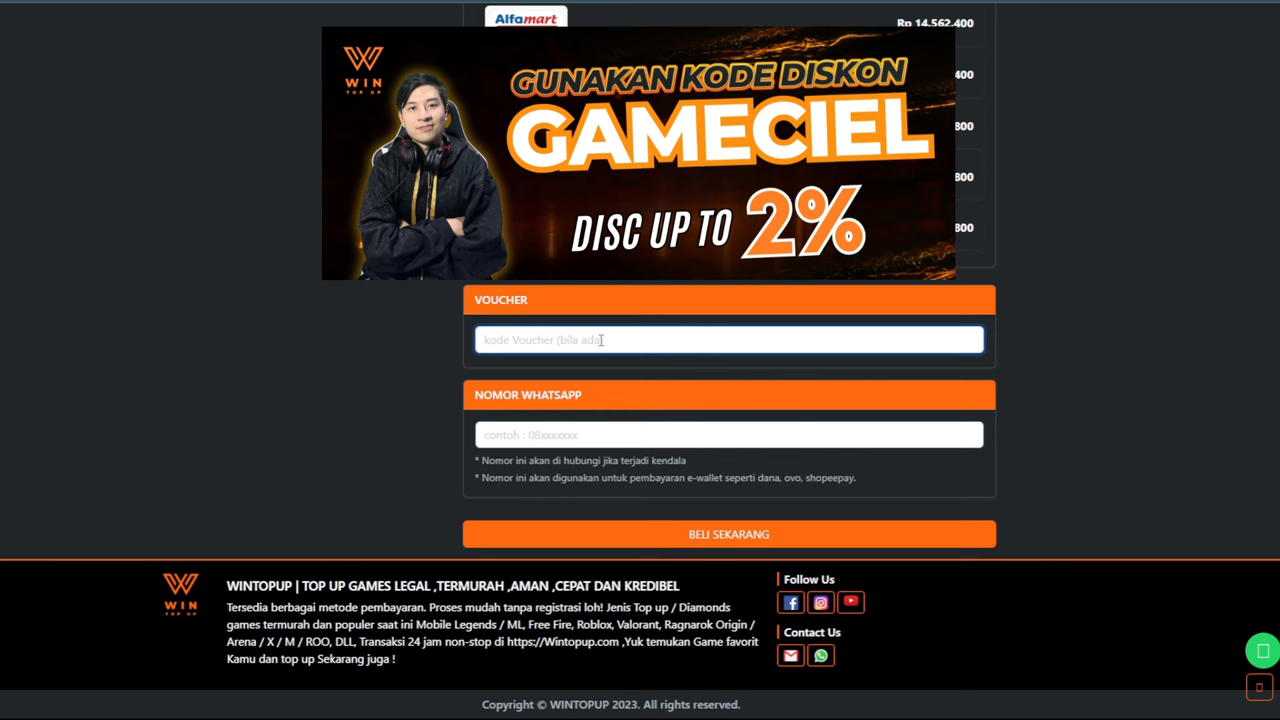 Alfamart
Rp 14.562.400
WIN
TOP UP
GUNAKAN KODE DISKON
GAMECIEL
DISC UP TO 2%
400
800
800
800
VOUCHER
kode Voucher (bila ada)
NOMOR WHATSAPP
contoh : 08xxxxxxx
* Nomor ini akan di hubungi jika terjadi kendala
* Nomor ini akan digunakan untuk pembayaran e-wallet seperti dana, ovo, shopeepay.
BELI SEKARANG
WIN
TOP UP
WINTOPUP | TOP UP GAMES LEGAL ,TERMURAH ,AMAN ,CEPAT DAN KREDIBEL
Tersedia berbagai metode pembayaran. Proses mudah tanpa registrasi loh! Jenis Top up / Diamonds
games termurah dan populer saat ini Mobile Legends / ML, Free Fire, Roblox, Valorant, Ragnarok Origin /
Arena / X / M / ROO, DLL, Transaksi 24 jam non-stop di https://Wintopup.com ,Yuk temukan Game favorit
Kamu dan top up Sekarang juga !
Follow Us
Contact Us
Copyright © WINTOPUP 2023. All rights reserved.